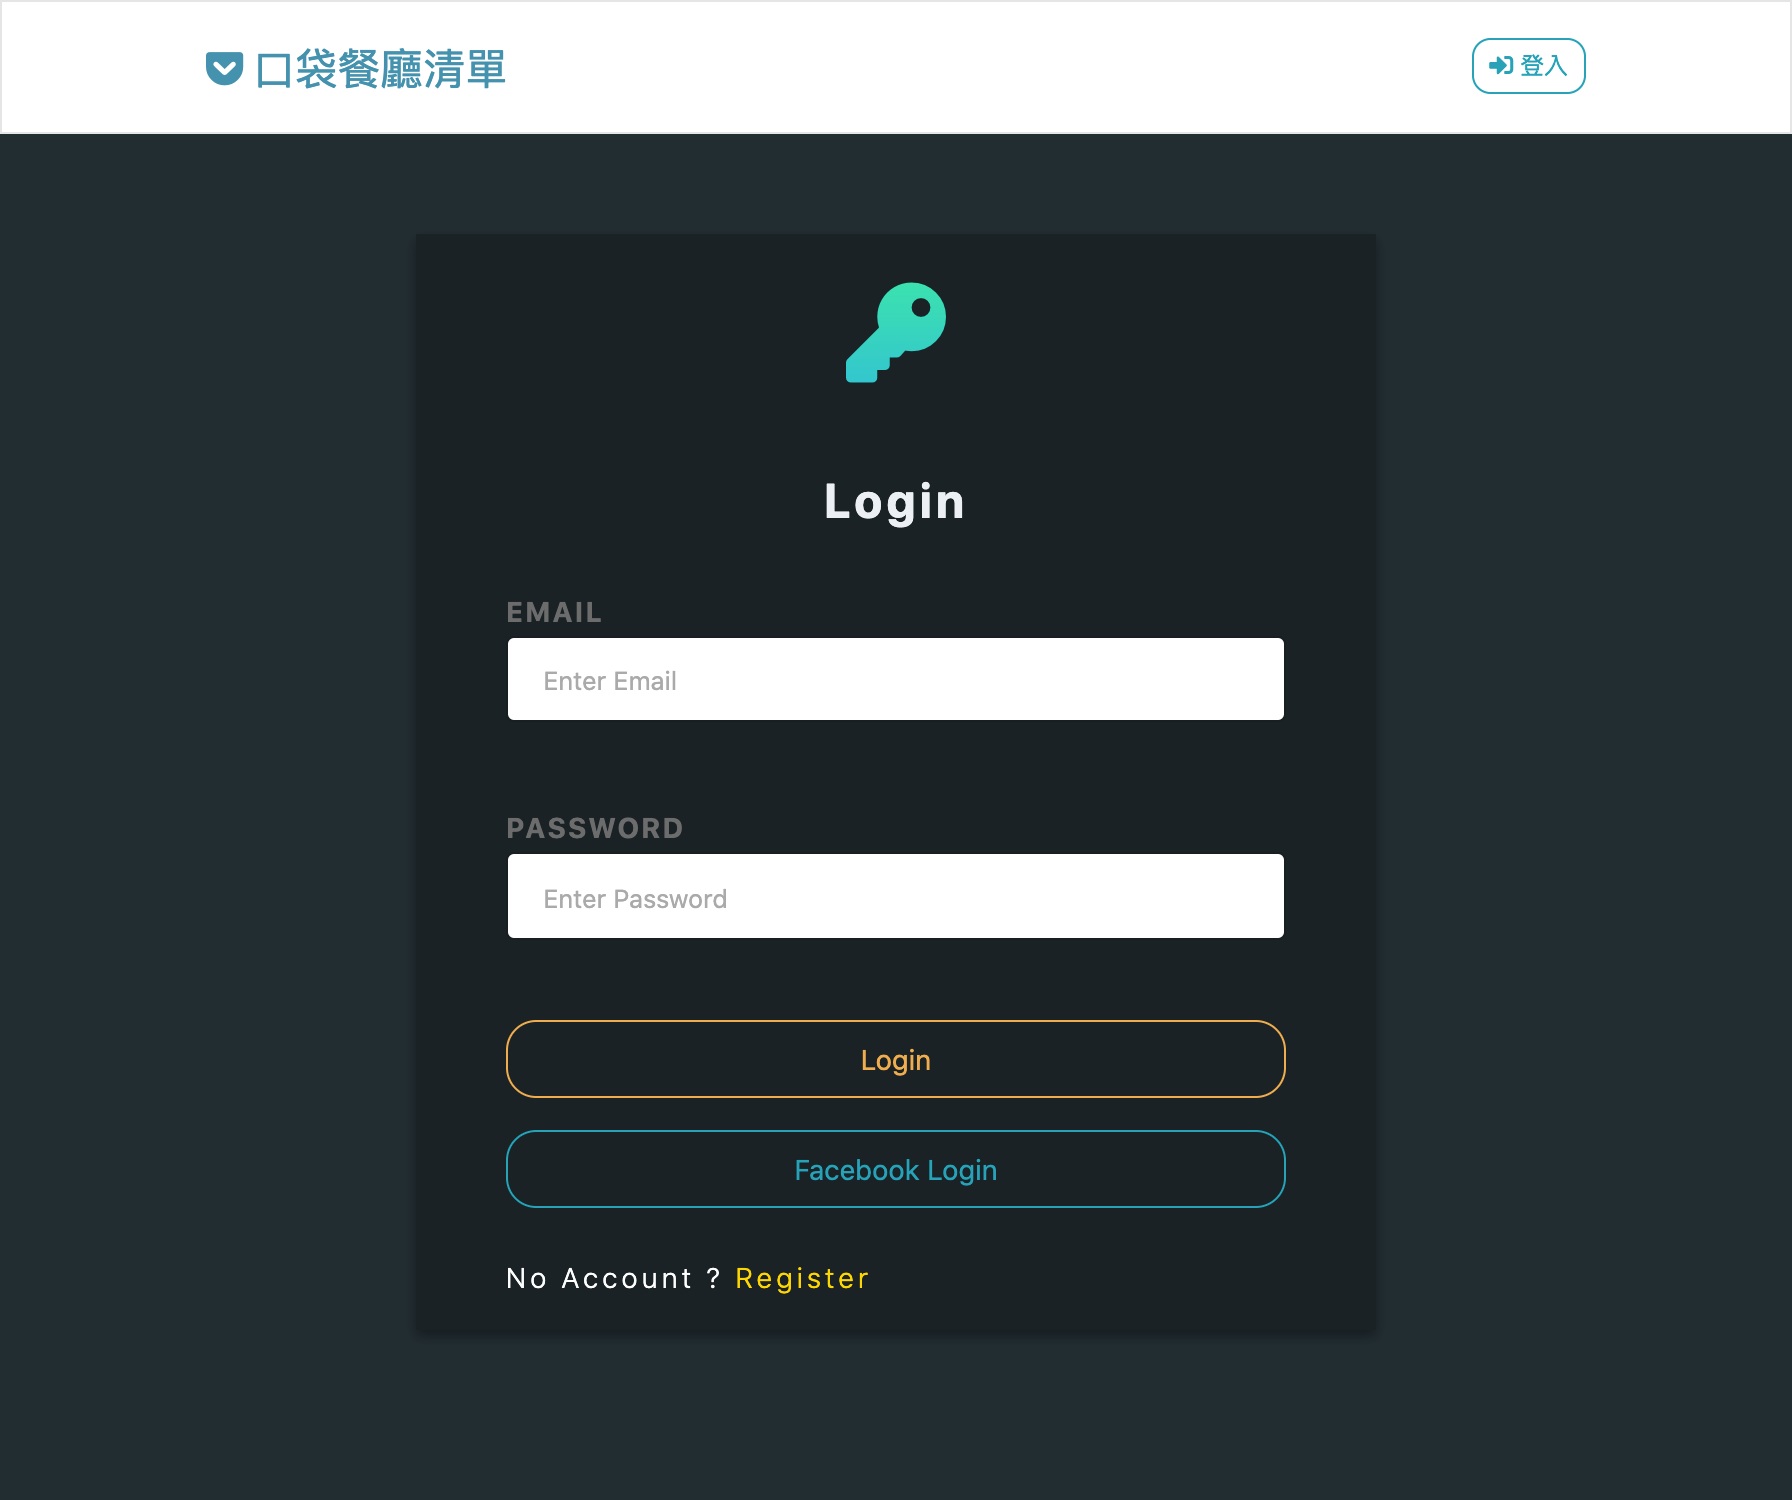 口袋餐廳清單
登入
Login
EMAIL
Enter Email
PASSWORD
Enter Password
Login
Facebook Login
No Account ? Register